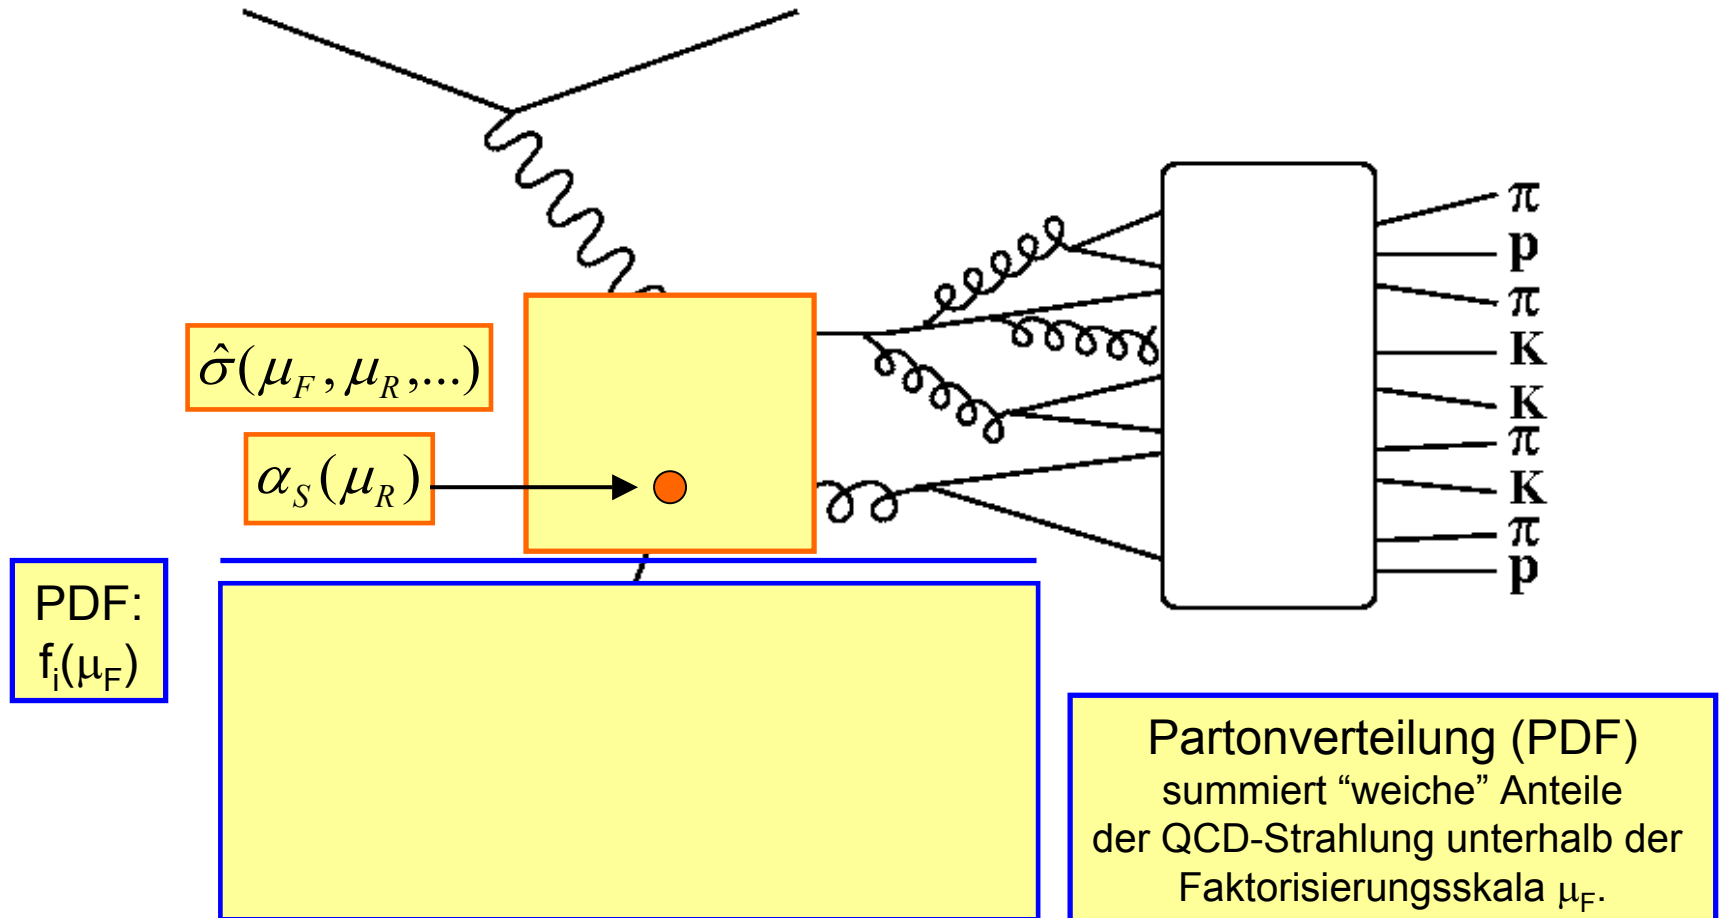 π
p
π
K
K
π
K
π
p
σ̂(μ_F, μ_R,...)
α_S(μ_R)
PDF:
f_i(μ_F)
Partonverteilung (PDF)
summiert “weiche” Anteile
der QCD-Strahlung unterhalb der
Faktorisierungsskala μ_F.